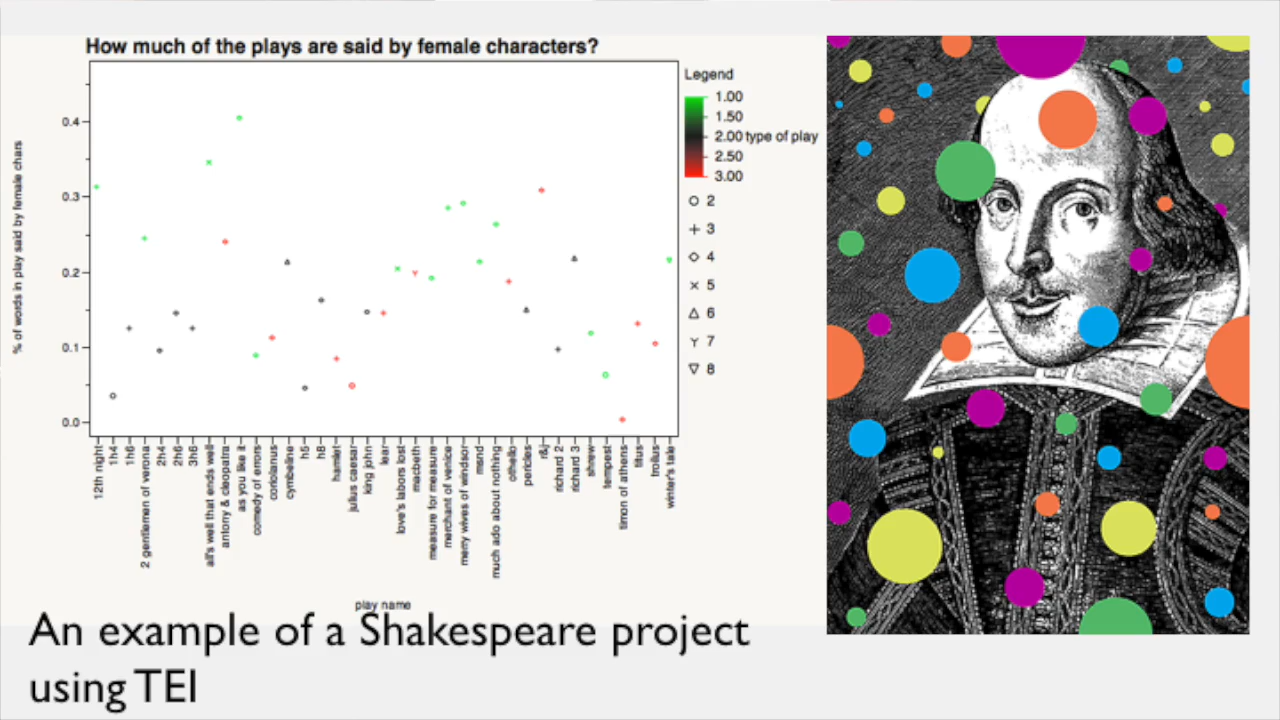 How much of the plays are said by female characters?
% of words in play said by female chars
0.4
0.3
0.2
0.1
0.0
12th night
1h4
1h6
2 gentlemen of verona
2h4
2h6
3h6
all's well that ends well
antony & cleopatra
as you like it
comedy of errors
coriolanus
cymbeline
h5
h8
hamlet
julius caesar
king john
lear
love's labors lost
macbeth
measure for measure
merchant of venice
merry wives of windsor
msnd
much ado about nothing
othello
pericles
r&j
richard 2
richard 3
shrew
tempest
timon of athens
titus
troilus
winter's tale
play name
Legend
1.00
1.50
2.00 type of play
2.50
3.00
2
3
4
5
6
7
8
An example of a Shakespeare project
using TEI